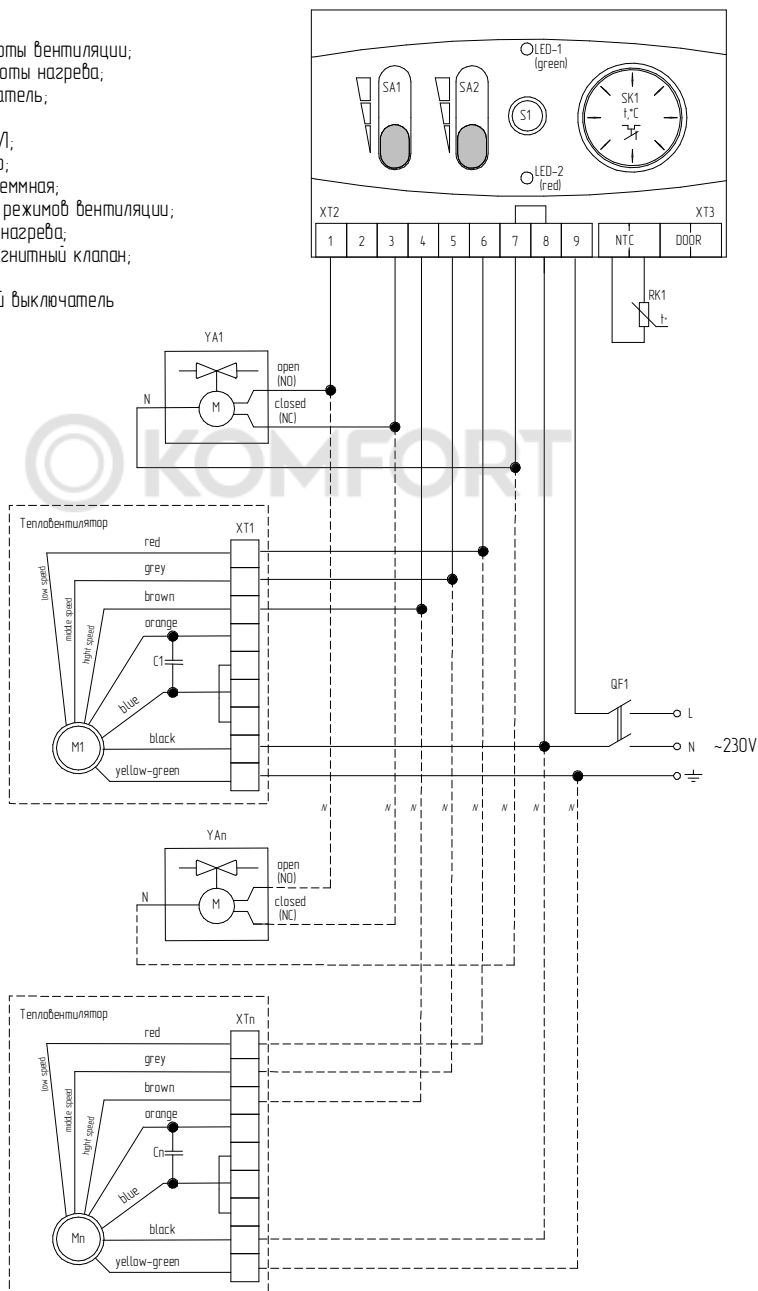 оты вентиляции;
оты нагрева;
атель;
Л;
р;
еммная;
режимов вентиляции;
нагрева;
гнитный клапан;
й выключатель
LED-1
(green)
SA1
SA2
S1
SK1
t,°C
LED-2
(red)
XT2
XT3
1 2 3 4 5 6 7 8 9 NTC DOOR
RK1
t°
YA1
open
(NO)
closed
(NC)
N
M
KOMFORT
Тепловентилятор
XT1
red
grey
brown
orange
low speed
middle speed
hight speed
C1
blue
M1
black
yellow-green
QF1
L
N
~230V
N N N N N N N N
YAn
open
(NO)
closed
(NC)
N
M
Тепловентилятор
XTn
red
grey
brown
orange
low speed
middle speed
hight speed
Cn
blue
Mn
black
yellow-green